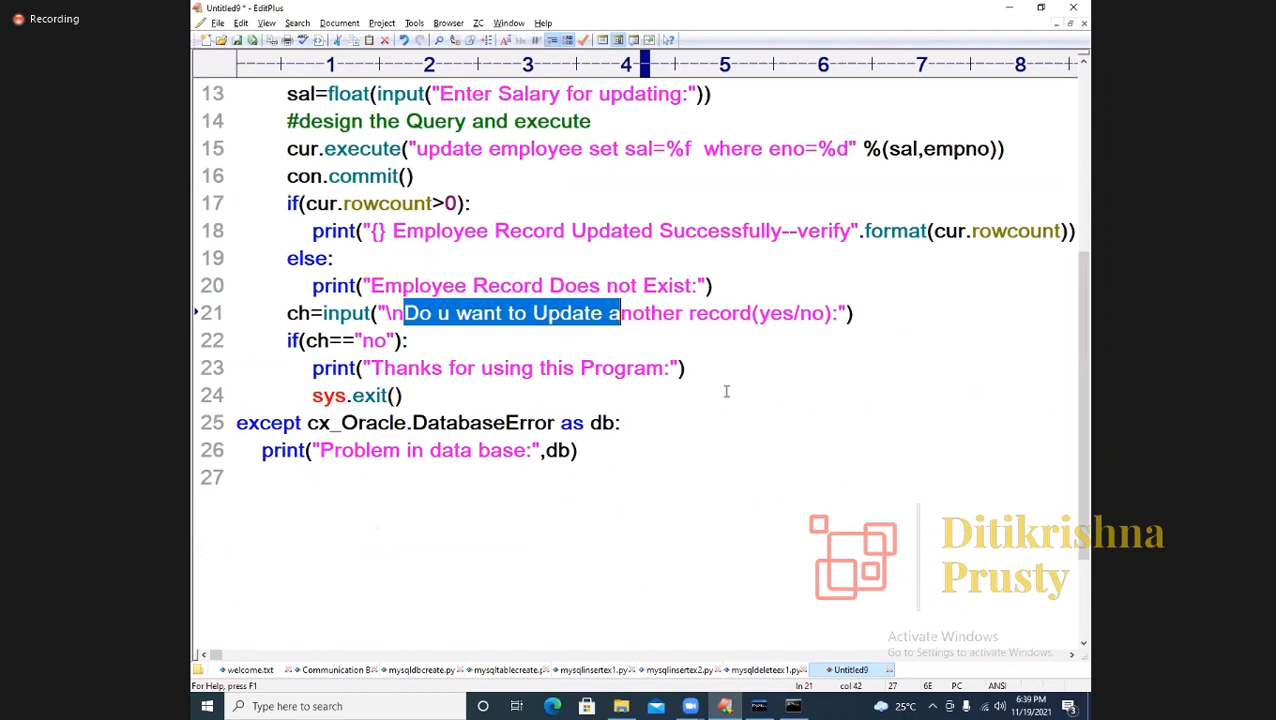 Recording
Untitled9 * - EditPlus
File Edit View Search Document Project Tools Browser ZC Window Help
1 2 3 4 5 6 7 8
13 sal=float(input("Enter Salary for updating:"))
14 #design the Query and execute
15 cur.execute("update employee set sal=%f  where eno=%d" %(sal,empno))
16 con.commit()
17 if(cur.rowcount>0):
18 print("{} Employee Record Updated Successfully--verify".format(cur.rowcount))
19 else:
20 print("Employee Record Does not Exist:")
21 ch=input("\nDo u want to Update another record(yes/no):")
22 if(ch=="no"):
23 print("Thanks for using this Program:")
24 sys.exit()
25 except cx_Oracle.DatabaseError as db:
26 print("Problem in data base:",db)
27
Ditikrishna
Prusty
Activate Windows
Go to Settings to activate Windows.
welcome.txt Communication B mysqldbcreate.py mysqltablecreate.p mysqlinsertex1.py mysqlinsertex2.py mysqldeleteex1.py Untitled9
For Help, press F1 ln 21 col 42 27 6E PC ANSI
Type here to search 25°C 6:39 PM
11/19/2021